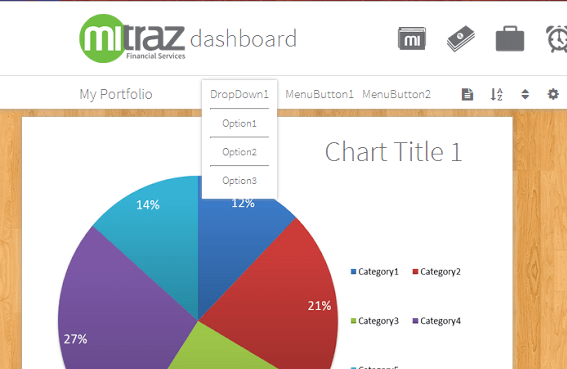 mitraz dashboard
Financial Services
mi
My Portfolio DropDown1 MenuButton1 MenuButton2 A Z
Option1
Option2
Option3
Chart Title 1
14% 12%
21%
27%
Category1 Category2
Category3 Category4